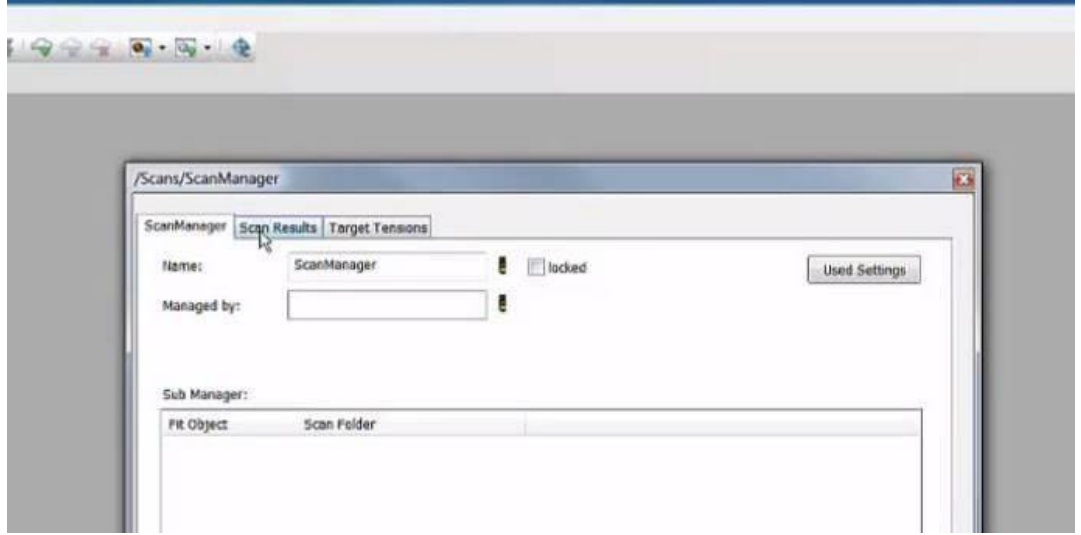 /Scans/ScanManager
ScanManager Scan Results Target Tensions
Name: ScanManager locked Used Settings
Managed by:
Sub Manager:
Fit Object Scan Folder